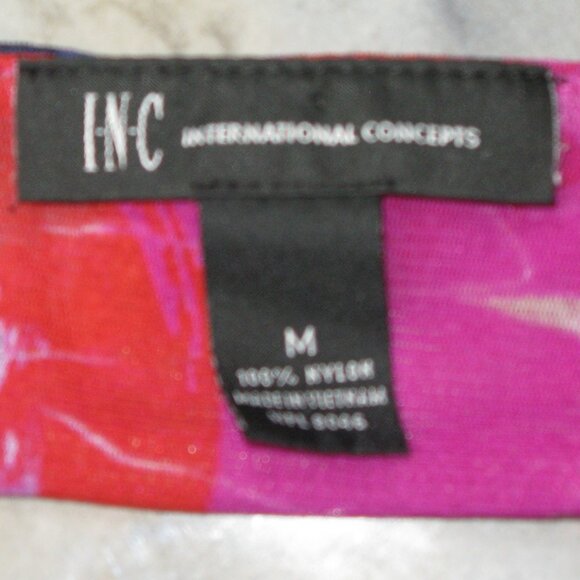 I·N·C INTERNATIONAL CONCEPTS
M
100% NYLON
MADE IN VIETNAM